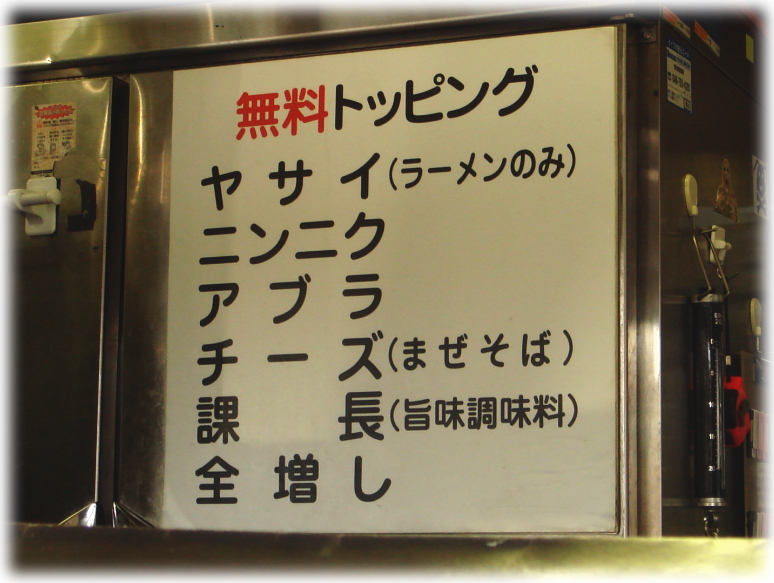 無料トッピング
ヤサイ(ラーメンのみ)
ニンニク
アブラ
チーズ(まぜそば)
課長(旨味調味料)
全増し